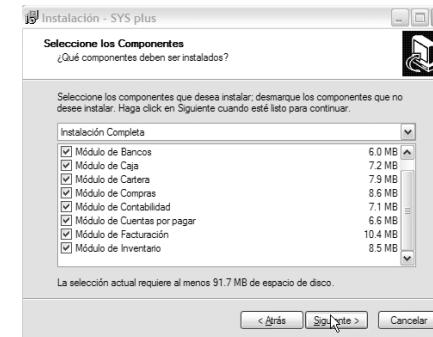 Instalación - SYS plus
Seleccione los Componentes
¿Qué componentes deben ser instalados?
Seleccione los componentes que desea instalar; desmarque los componentes que no
desee instalar. Haga click en Siguiente cuando esté listo para continuar.
Instalación Completa
Módulo de Bancos 6.0 MB
Módulo de Caja 7.2 MB
Módulo de Cartera 7.9 MB
Módulo de Compras 8.6 MB
Módulo de Contabilidad 7.1 MB
Módulo de Cuentas por pagar 6.6 MB
Módulo de Facturación 10.4 MB
Módulo de Inventario 8.5 MB
La selección actual requiere al menos 91.7 MB de espacio de disco.
< Atrás Siguiente > Cancelar